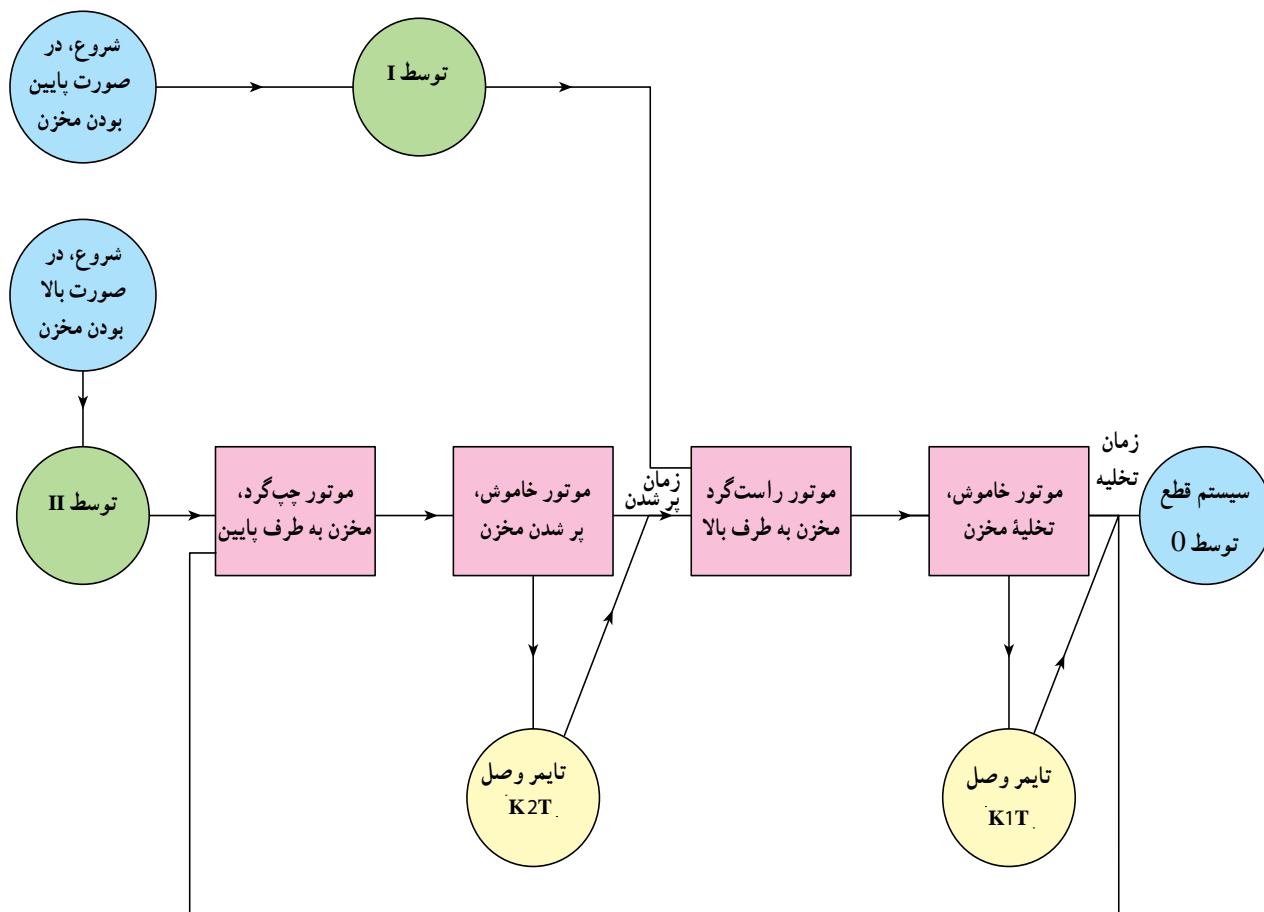 شروع، در
صورت پایین
بودن مخزن
توسط I
شروع، در
صورت بالا
بودن مخزن
توسط II
موتور چپ‌گرد،
مخزن به طرف پایین
موتور خاموش،
پر شدن مخزن
زمان
پر شدن
موتور راست‌گرد
مخزن به طرف بالا
موتور خاموش،
تخلیهٔ مخزن
زمان
تخلیه
سیستم قطع
توسط 0
تایمر وصل
K2T
تایمر وصل
K1T